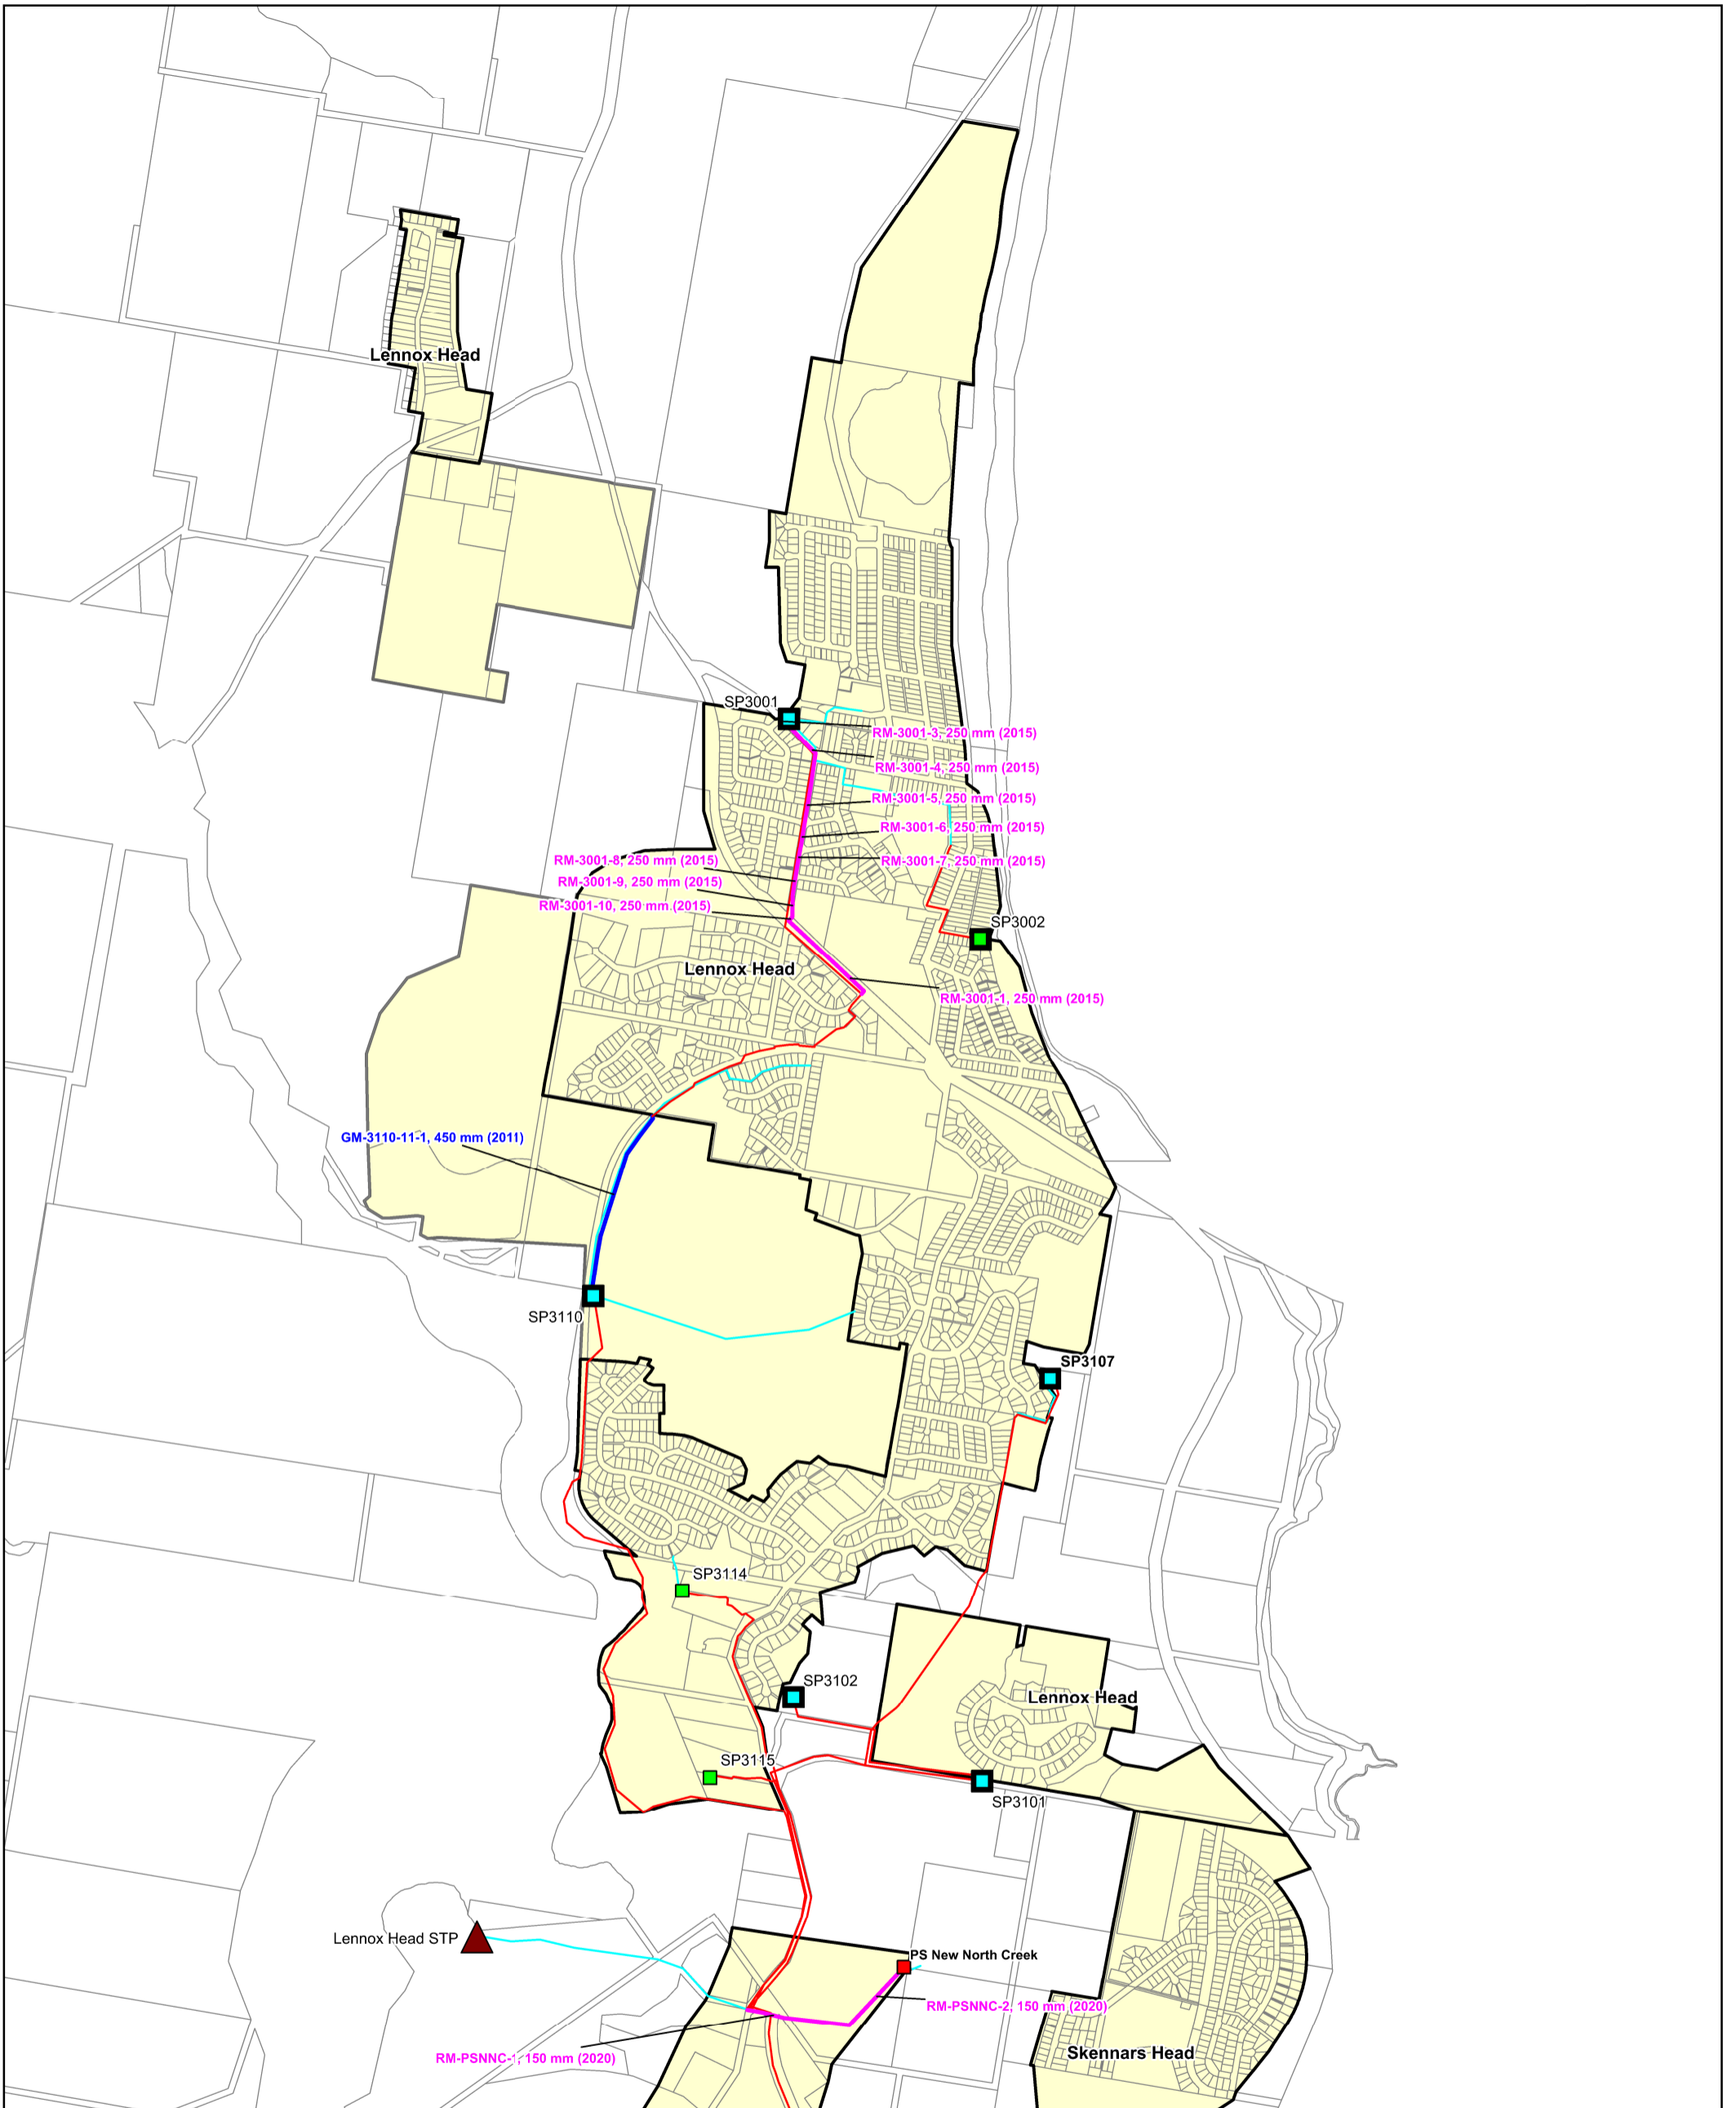 Lennox Head
SP3001
RM-3001-3, 250 mm (2015)
RM-3001-4, 250 mm (2015)
RM-3001-5, 250 mm (2015)
RM-3001-6, 250 mm (2015)
RM-3001-8, 250 mm (2015)
RM-3001-7, 250 mm (2015)
RM-3001-9, 250 mm (2015)
RM-3001-10, 250 mm (2015)
SP3002
Lennox Head
RM-3001-1, 250 mm (2015)
GM-3110-11-1, 450 mm (2011)
SP3110
SP3107
SP3114
SP3102
Lennox Head
SP3115
SP3101
Lennox Head STP
PS New North Creek
RM-PSNNC-2, 150 mm (2020)
Skennars Head
RM-PSNNC-1, 150 mm (2020)